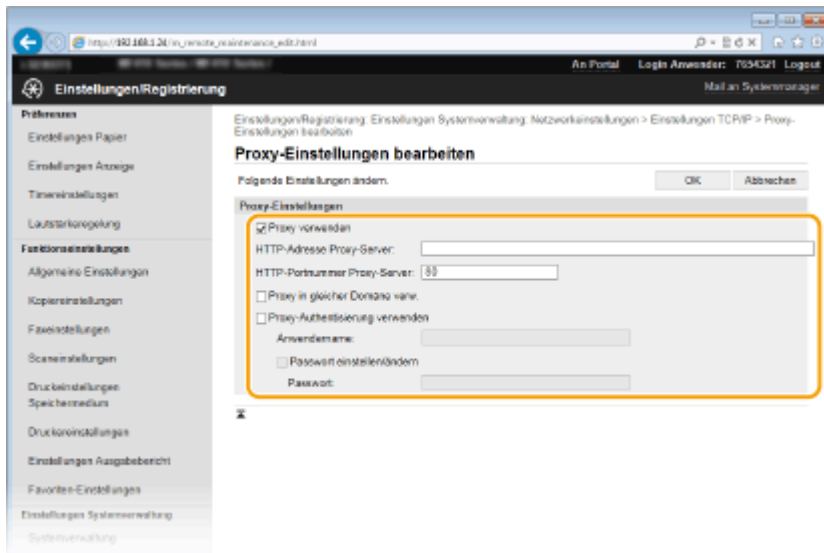 http://192.168.1.24/m_remote_maintenance_edit.html
An Portal Login Anwender: 7654321 Logout
Einstellungen/Registrierung
Mail an Systemmanager
Präferenzen
Einstellungen Papier
Einstellungen Anzeige
Timereinstellungen
Lautstärkeregelung
Funktionseinstellungen
Allgemeine Einstellungen
Kopiereinstellungen
Faxeinstellungen
Scaneinstellungen
Druckeinstellungen
Speichermedium
Druckereinstellungen
Einstellungen Ausgabebericht
Favoriten-Einstellungen
Einstellungen Systemverwaltung
Systemverwaltung
Einstellungen/Registrierung: Einstellungen Systemverwaltung: Netzwerkeinstellungen > Einstellungen TCP/IP > Proxy-
Einstellungen bearbeiten
Proxy-Einstellungen bearbeiten
Folgende Einstellungen ändern.
OK Abbrechen
Proxy-Einstellungen
Proxy verwenden
HTTP-Adresse Proxy-Server:
HTTP-Portnummer Proxy-Server: 80
Proxy in gleicher Domäne verw.
Proxy-Authentisierung verwenden
Anwendername:
Passwort einstellen/ändern
Passwort: